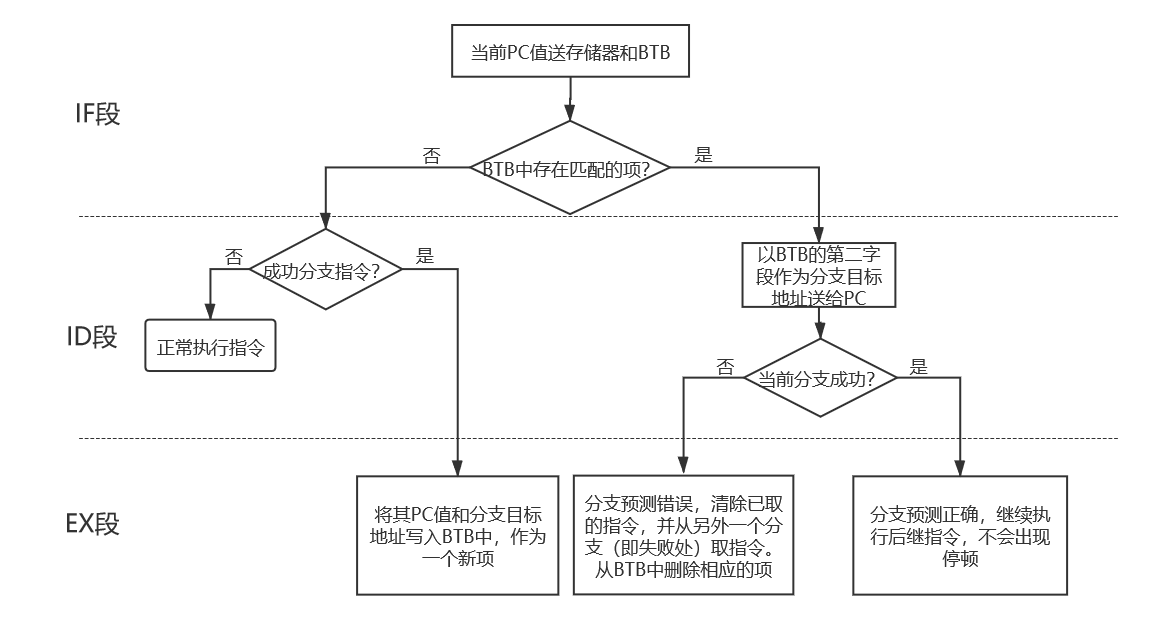 当前PC值送存储器和BTB
IF段
否
是
BTB中存在匹配的项？
否
是
成功分支指令？
以BTB的第二字
段作为分支目标
地址送给PC
ID段
正常执行指令
否
是
当前分支成功？
EX段
将其PC值和分支目标
地址写入BTB中，作为
一个新项
分支预测错误，清除已取
的指令，并从另外一个分
支（即失败处）取指令。
从BTB中删除相应的项
分支预测正确，继续执
行后继指令，不会出现
停顿